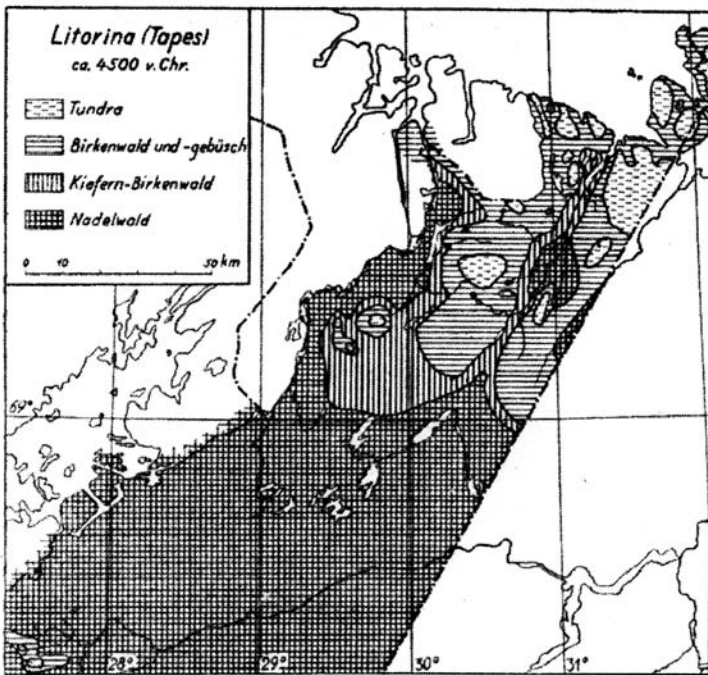 Litorina (Tapes)
ca. 4500 v. Chr.
Tundra
Birkenwald und -gebüsch
Kiefern-Birkenwald
Nadelwald
0 10 50 km
69°
28° 29° 30° 31°